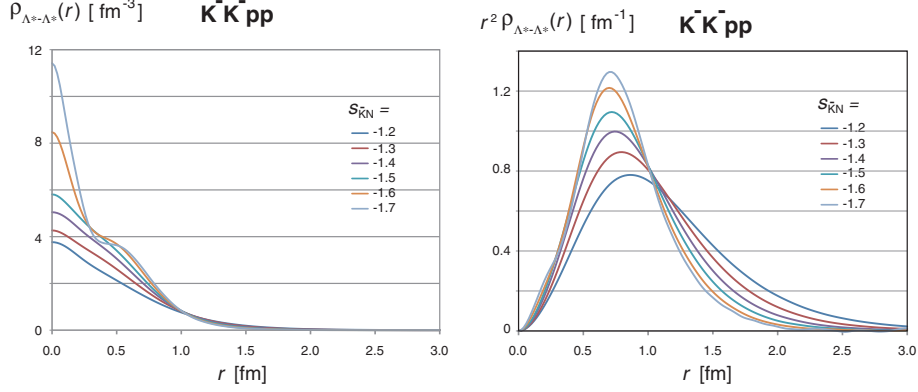 ρΛ*-Λ*(r) [ fm-3]
K̄K̄pp
12
8
4
0
sK̄N =
-1.2
-1.3
-1.4
-1.5
-1.6
-1.7
0.0 0.5 1.0 1.5 2.0 2.5 3.0
r [fm]
r2 ρΛ*-Λ*(r) [fm-1]
K̄K̄pp
1.2
0.8
0.4
0
sK̄N =
-1.2
-1.3
-1.4
-1.5
-1.6
-1.7
0.0 0.5 1.0 1.5 2.0 2.5 3.0
r [fm]